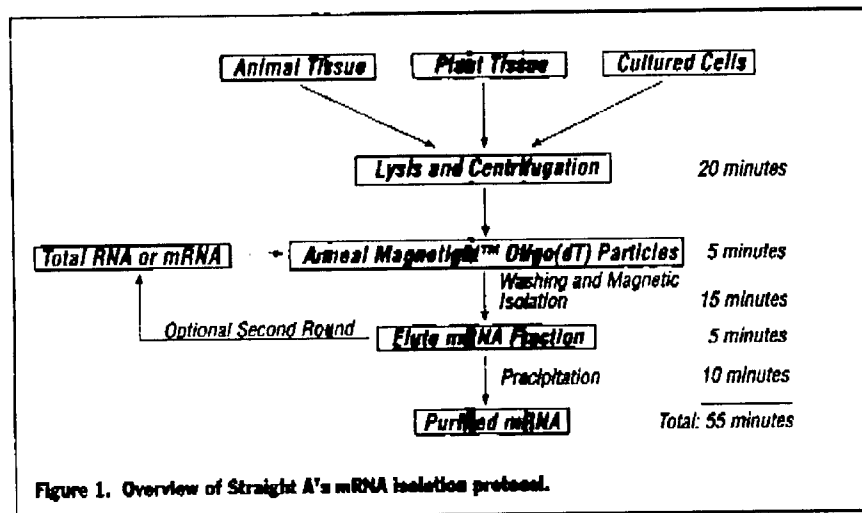 Animal Tissue Plant Tissue Cultured Cells
Lysis and Centrifugation 20 minutes
Total RNA or mRNA Anneal Magnetight™ Oligo(dT) Particles 5 minutes
Washing and Magnetic
Isolation 15 minutes
Optional Second Round Elute mRNA Fraction 5 minutes
Precipitation 10 minutes
Purified mRNA Total: 55 minutes
Figure 1. Overview of Straight A's mRNA isolation protocol.